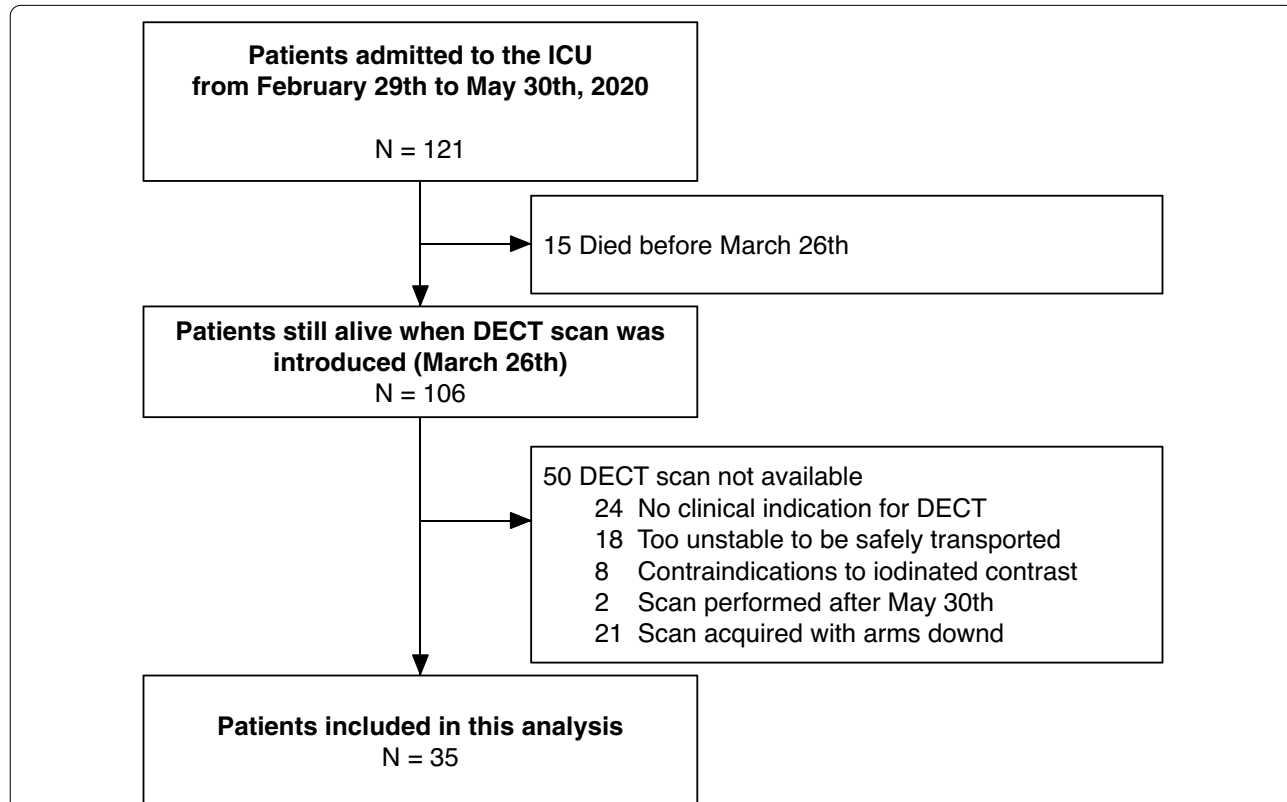 Patients admitted to the ICU
from February 29th to May 30th, 2020
N = 121
15 Died before March 26th
Patients still alive when DECT scan was
introduced (March 26th)
N = 106
50 DECT scan not available
24 No clinical indication for DECT
18 Too unstable to be safely transported
8 Contraindications to iodinated contrast
2 Scan performed after May 30th
21 Scan acquired with arms downd
Patients included in this analysis
N = 35